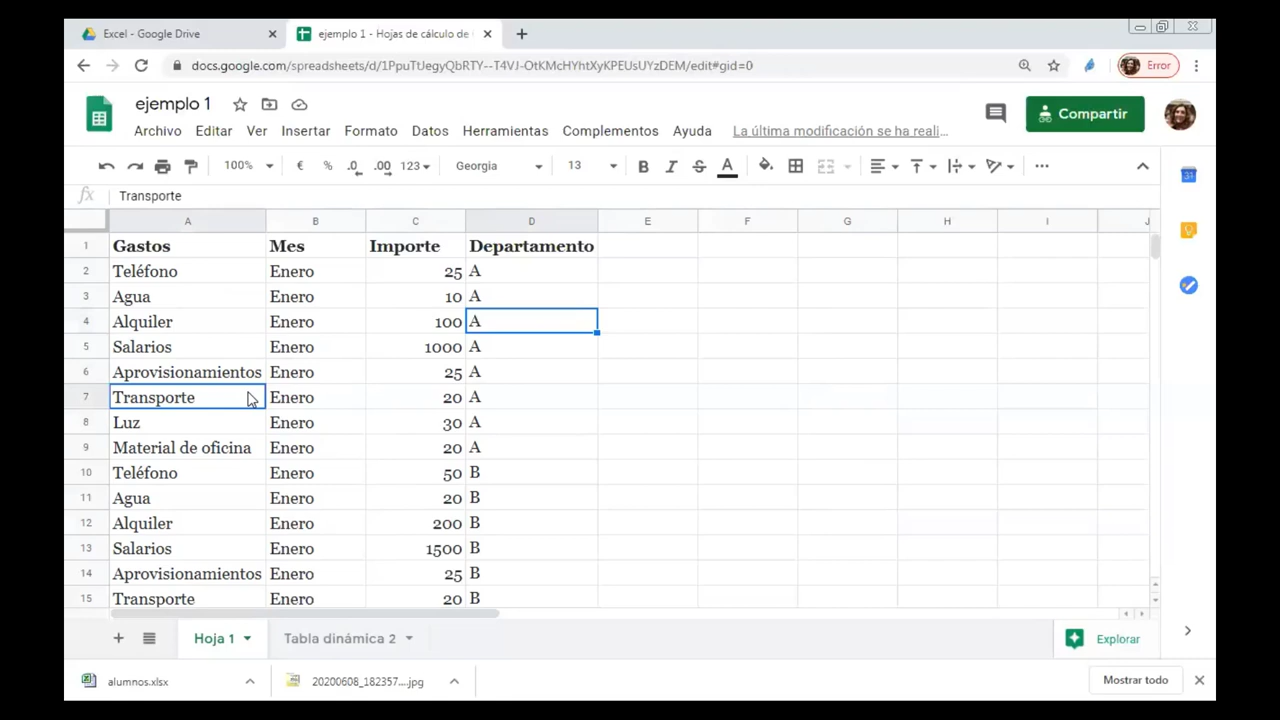 Excel - Google Drive
ejemplo 1 - Hojas de cálculo de
docs.google.com/spreadsheets/d/1PpuTtJegyQbRTY--T4VJ-OtKMcHYhtXyKPEUsUYzDEM/edit#gid=0
Error
ejemplo 1
Archivo Editar Ver Insertar Formato Datos Herramientas Complementos Ayuda La última modificación se ha reali...
Compartir
100% € % .0 .00 123 Georgia 13 B I S A
31
fx Transporte
A B C D E F G H I J
1 Gastos Mes Importe Departamento
2 Teléfono Enero 25 A
3 Agua Enero 10 A
4 Alquiler Enero 100 A
5 Salarios Enero 1000 A
6 Aprovisionamientos Enero 25 A
7 Transporte Enero 20 A
8 Luz Enero 30 A
9 Material de oficina Enero 20 A
10 Teléfono Enero 50 B
11 Agua Enero 20 B
12 Alquiler Enero 200 B
13 Salarios Enero 1500 B
14 Aprovisionamientos Enero 25 B
15 Transporte Enero 20 B
Hoja 1 Tabla dinámica 2 Explorar
alumnos.xlsx 20200608_182357....jpg Mostrar todo